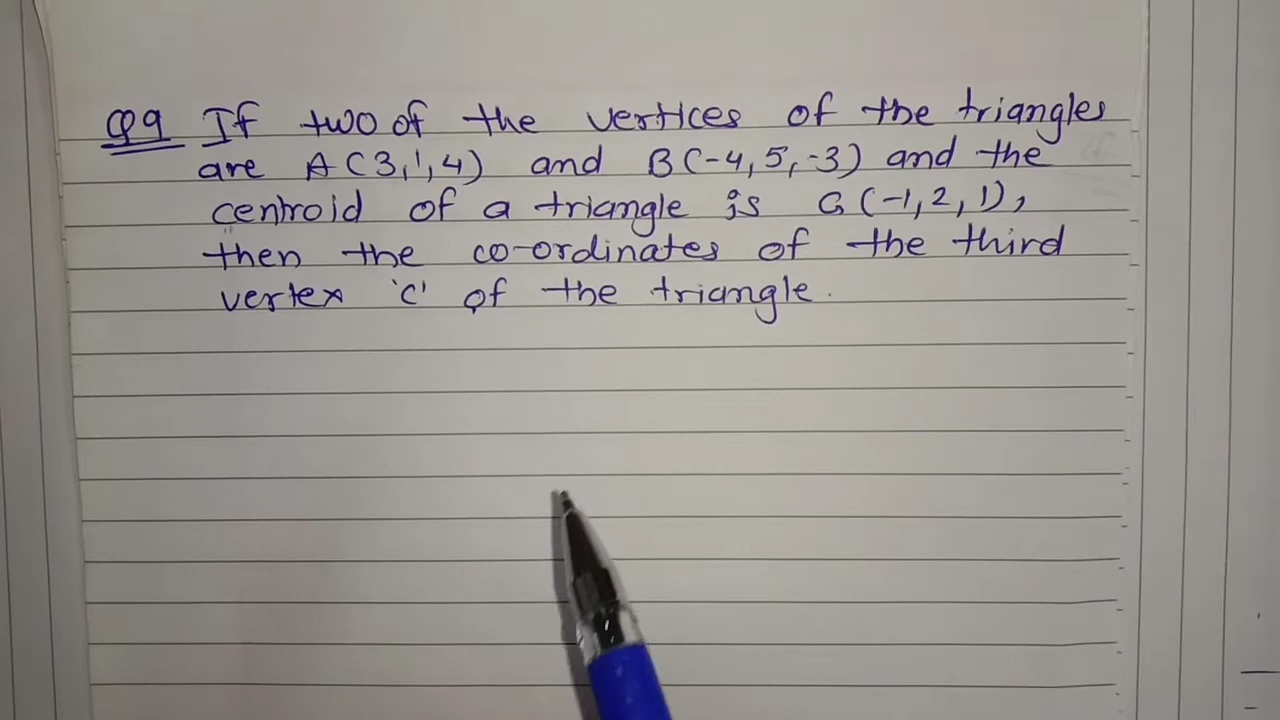 Q9 If two of the vertices of the triangles
are A(3,1,4) and B(-4,5,-3) and the
centroid of a triangle is G(-1,2,1),
then the co-ordinates of the third
vertex 'C' of the triangle.